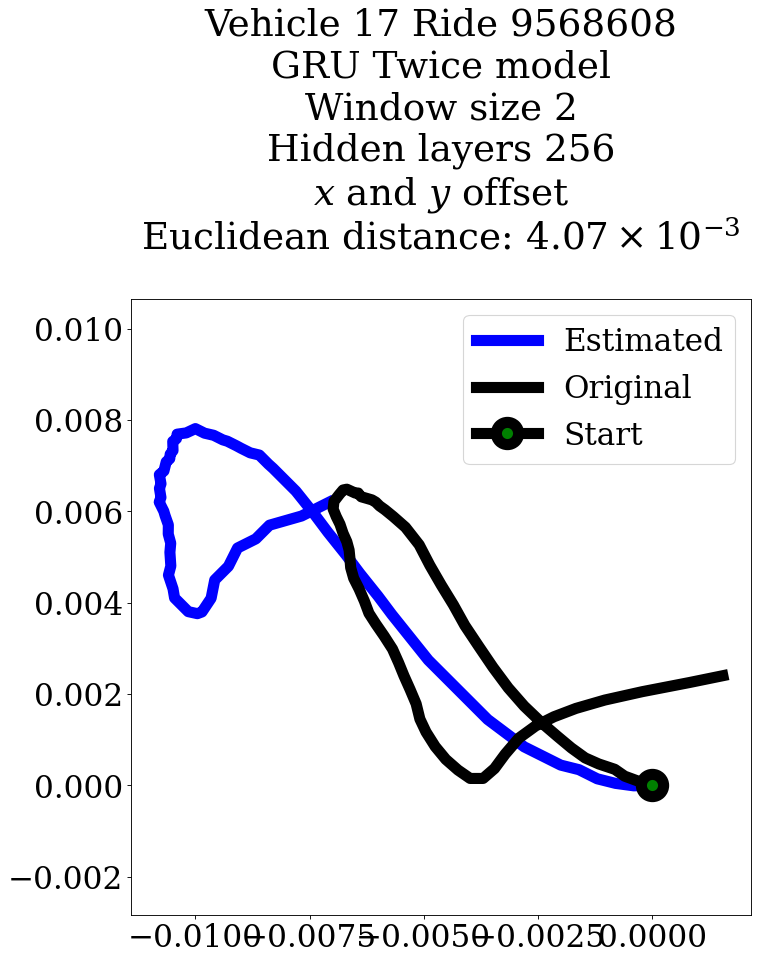 Vehicle 17 Ride 9568608
GRU Twice model
Window size 2
Hidden layers 256
x and y offset
Euclidean distance: 4.07 × 10⁻³
Estimated
Original
Start
0.010
0.008
0.006
0.004
0.002
0.000
−0.002
−0.0100 −0.0075 −0.0050 −0.0025 0.0000